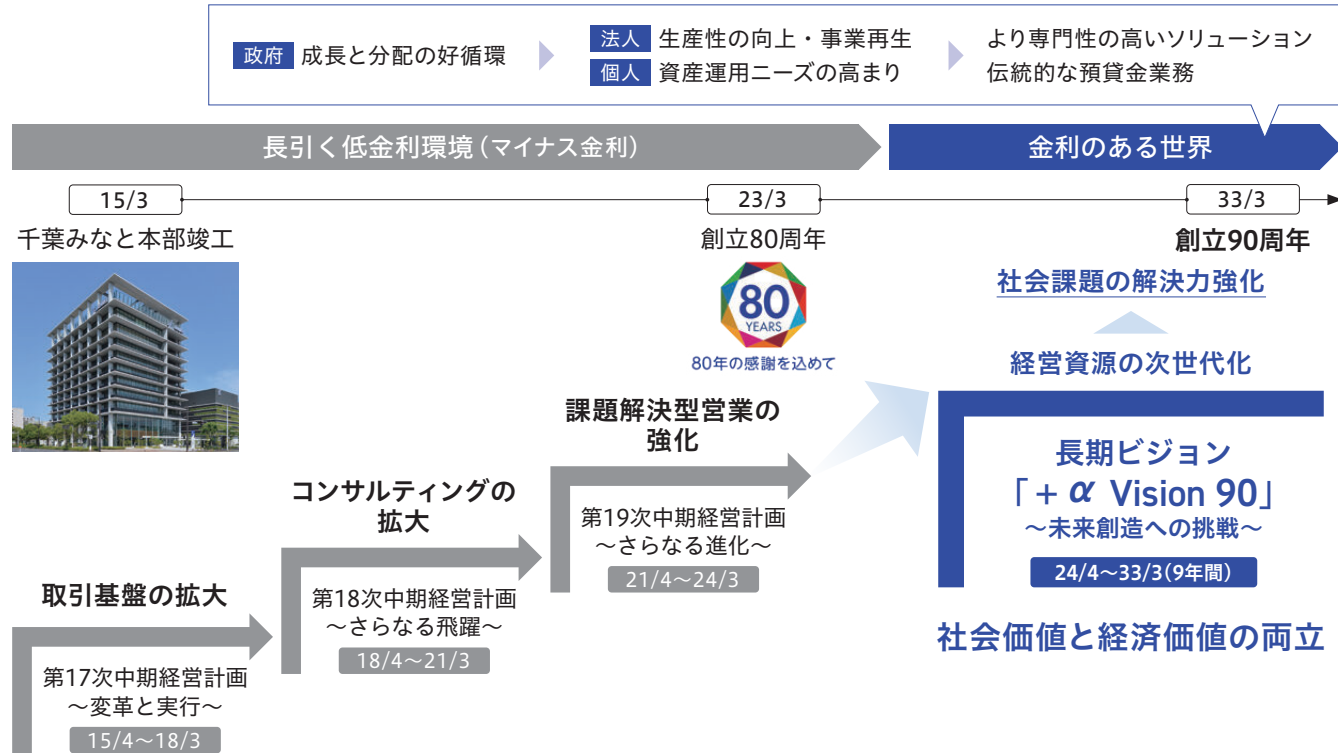 政府 成長と分配の好循環
法人 生産性の向上・事業再生
個人 資産運用ニーズの高まり
より専門性の高いソリューション
伝統的な預貸金業務
長引く低金利環境（マイナス金利）
金利のある世界
15/3
23/3
33/3
千葉みなと本部竣工
創立80周年
創立90周年
80
YEARS
80年の感謝を込めて
社会課題の解決力強化
経営資源の次世代化
課題解決型営業の
強化
第19次中期経営計画
～さらなる進化～
21/4～24/3
長期ビジョン
「+α Vision 90」
～未来創造への挑戦～
24/4～33/3（9年間）
社会価値と経済価値の両立
コンサルティングの
拡大
第18次中期経営計画
～さらなる飛躍～
18/4～21/3
取引基盤の拡大
第17次中期経営計画
～変革と実行～
15/4～18/3